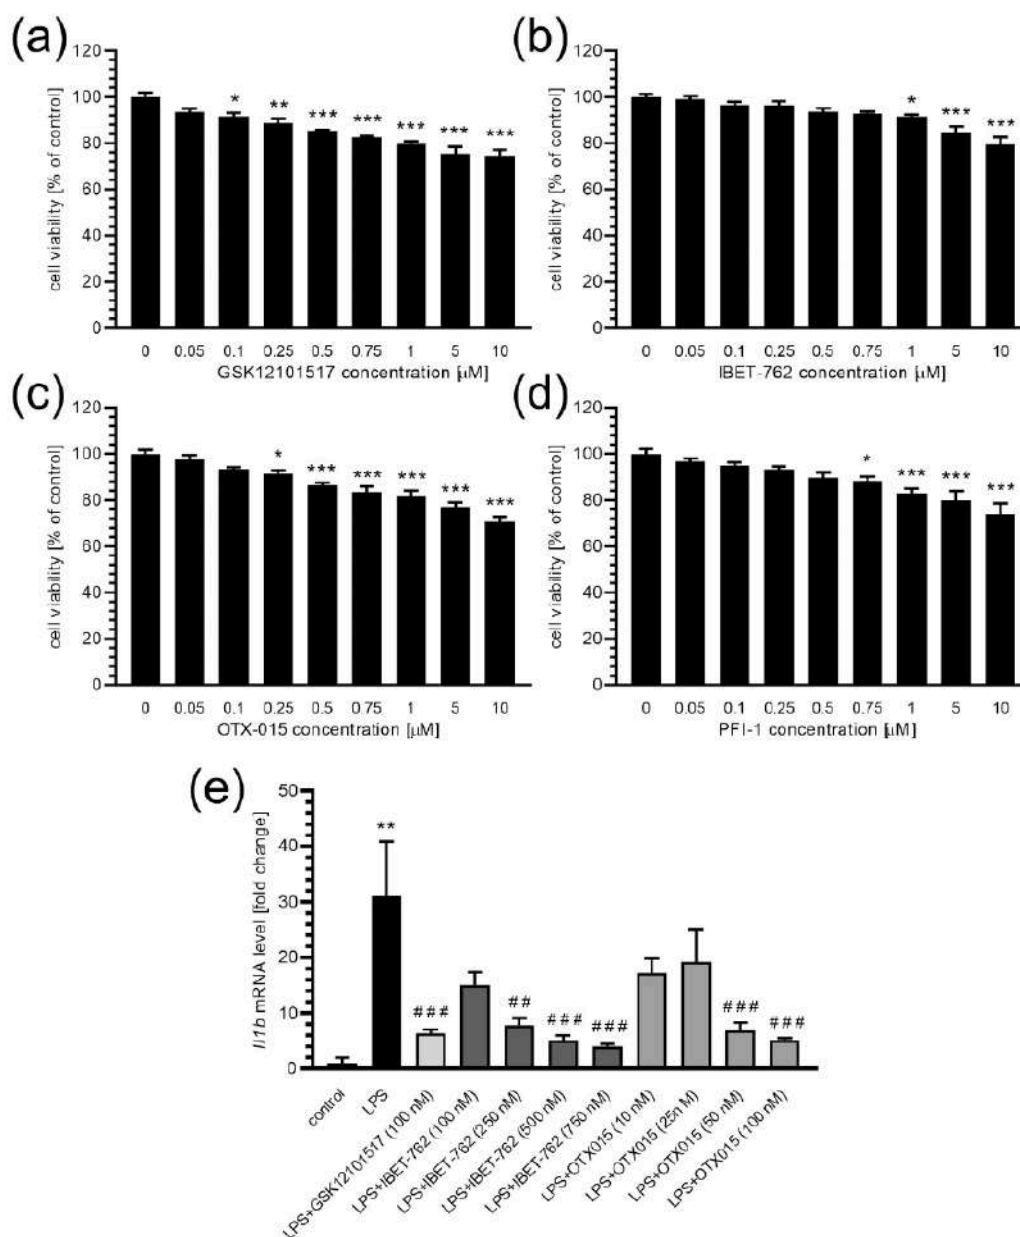 (a)
120
100
80
60
40
20
0
cell viability [% of control]
* ** *** *** *** *** ***
0 0.05 0.1 0.25 0.5 0.75 1 5 10
GSK12101517 concentration [μM]
(b)
120
100
80
60
40
20
0
cell viability [% of control]
* *** ***
0 0.05 0.1 0.25 0.5 0.75 1 5 10
IBET-762 concentration [μM]
(c)
120
100
80
60
40
20
0
cell viability [% of control]
* *** *** *** *** ***
0 0.05 0.1 0.25 0.5 0.75 1 5 10
OTX-015 concentration [μM]
(d)
120
100
80
60
40
20
0
cell viability [% of control]
* *** *** ***
0 0.05 0.1 0.25 0.5 0.75 1 5 10
PFI-1 concentration [μM]
(e)
50
40
30
20
10
0
Il1b mRNA level [fold change]
**
### ## ### ### ### ###
control
LPS
LPS+GSK12101517 (100 nM)
LPS+IBET-762 (100 nM)
LPS+IBET-762 (250 nM)
LPS+IBET-762 (500 nM)
LPS+IBET-762 (750 nM)
LPS+OTX015 (10 nM)
LPS+OTX015 (25n M)
LPS+OTX015 (50 nM)
LPS+OTX015 (100 nM)